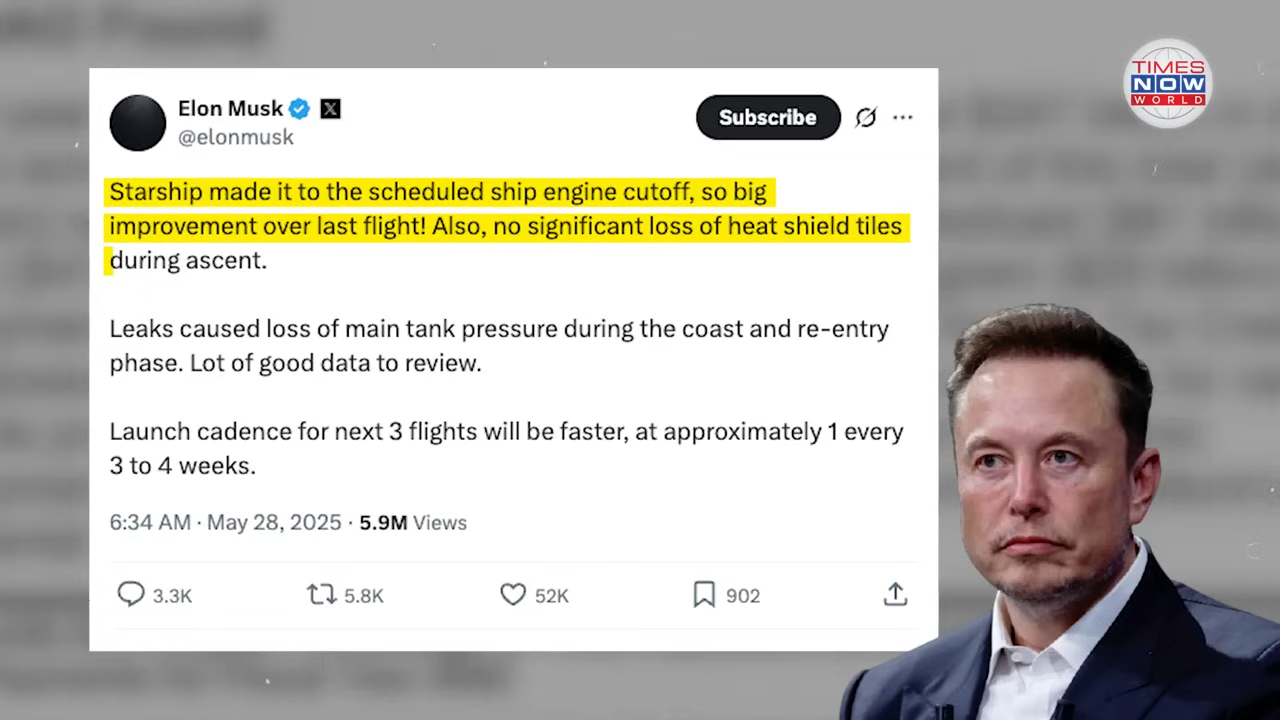 TIMES
NOW
WORLD
Elon Musk
@elonmusk
Subscribe
Starship made it to the scheduled ship engine cutoff, so big
improvement over last flight! Also, no significant loss of heat shield tiles
during ascent.
Leaks caused loss of main tank pressure during the coast and re-entry
phase. Lot of good data to review.
Launch cadence for next 3 flights will be faster, at approximately 1 every
3 to 4 weeks.
6:34 AM · May 28, 2025 · 5.9M Views
3.3K 5.8K 52K 902